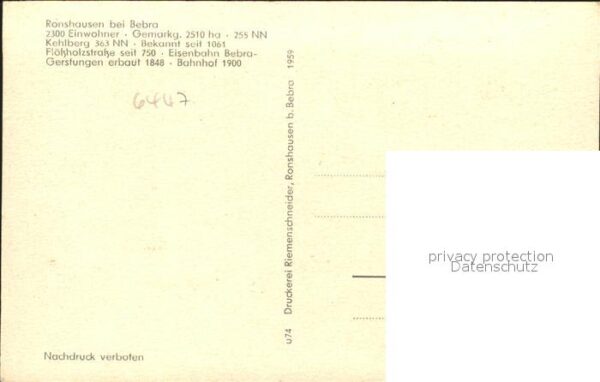 Ronshausen bei Bebra
2300 Einwohner · Gemarkg. 2510 ha · 255 NN
Kehlberg 363 NN · Bekannt seit 1061
Flößholzstraße seit 750 · Eisenbahn Bebra-
Gerstungen erbaut 1848 · Bahnhof 1900
6447
U74 Druckerei Riemenschneider, Ronshausen b. Bebra 1959
privacy protection
Datenschutz
Nachdruck verboten